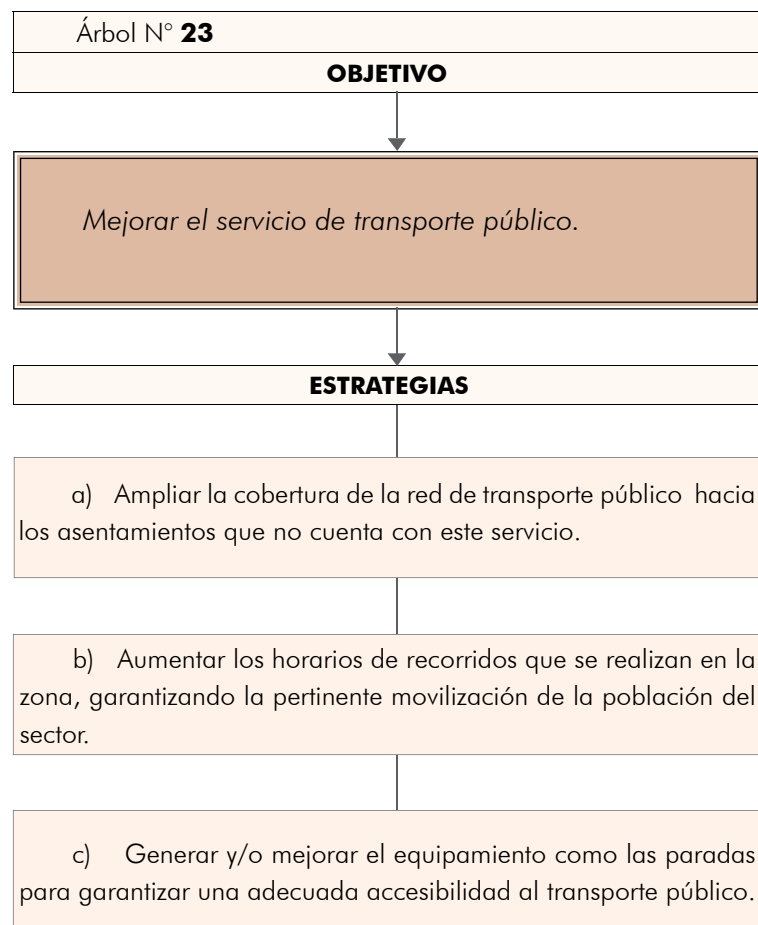 Árbol N° 23
OBJETIVO
Mejorar el servicio de transporte público.
ESTRATEGIAS
a) Ampliar la cobertura de la red de transporte público hacia
los asentamientos que no cuenta con este servicio.
b) Aumentar los horarios de recorridos que se realizan en la
zona, garantizando la pertinente movilización de la población del
sector.
c) Generar y/o mejorar el equipamiento como las paradas
para garantizar una adecuada accesibilidad al transporte público.